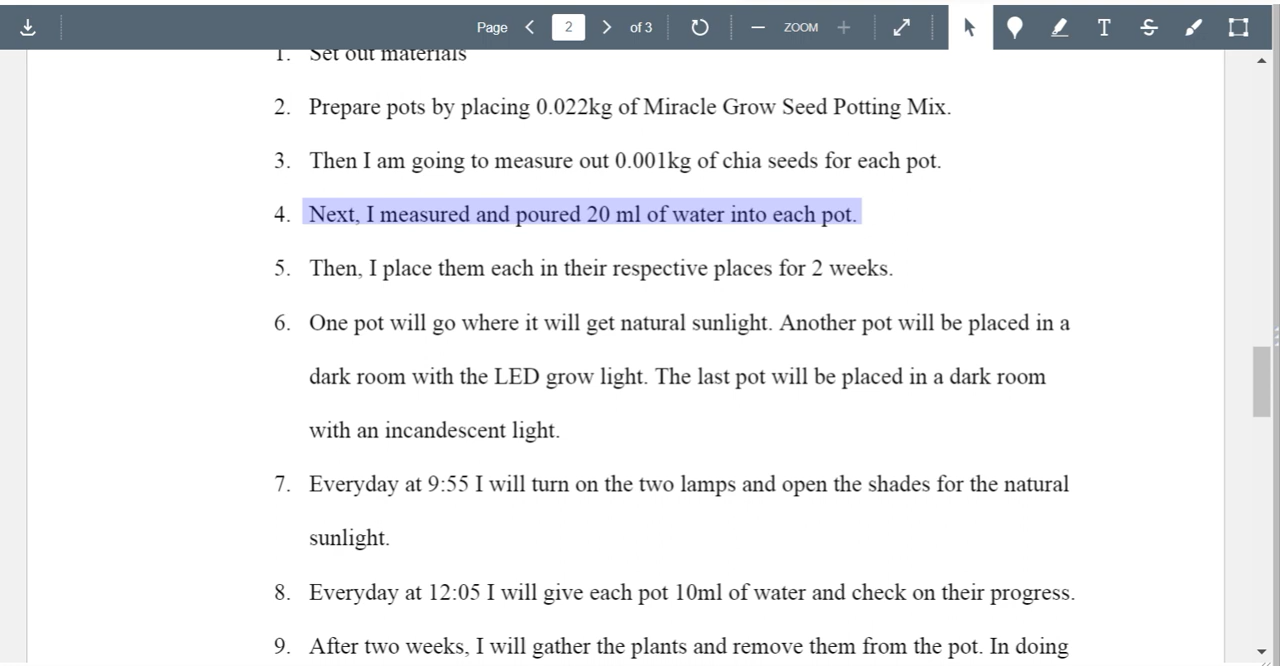 Page 2 of 3 ZOOM T S
1. Set out materials
2. Prepare pots by placing 0.022kg of Miracle Grow Seed Potting Mix.
3. Then I am going to measure out 0.001kg of chia seeds for each pot.
4. Next, I measured and poured 20 ml of water into each pot.
5. Then, I place them each in their respective places for 2 weeks.
6. One pot will go where it will get natural sunlight. Another pot will be placed in a
dark room with the LED grow light. The last pot will be placed in a dark room
with an incandescent light.
7. Everyday at 9:55 I will turn on the two lamps and open the shades for the natural
sunlight.
8. Everyday at 12:05 I will give each pot 10ml of water and check on their progress.
9. After two weeks, I will gather the plants and remove them from the pot. In doing